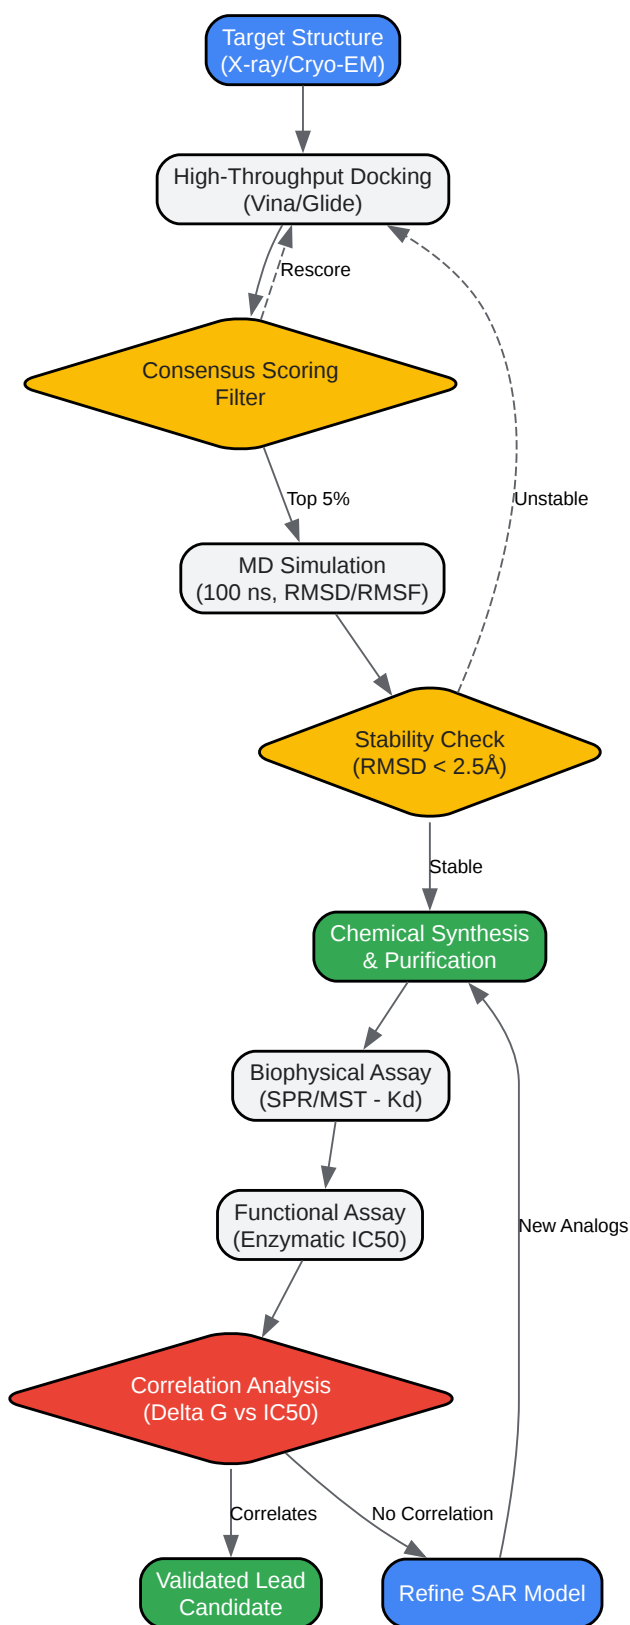 Target Structure
(X-ray/Cryo-EM)
High-Throughput Docking
(Vina/Glide)
Rescore
Consensus Scoring
Filter
Top 5%
Unstable
MD Simulation
(100 ns, RMSD/RMSF)
Stability Check
(RMSD < 2.5Å)
Stable
Chemical Synthesis
& Purification
Biophysical Assay
(SPR/MST - Kd)
Functional Assay
(Enzymatic IC50)
New Analogs
Correlation Analysis
(Delta G vs IC50)
Correlates
No Correlation
Validated Lead
Candidate
Refine SAR Model